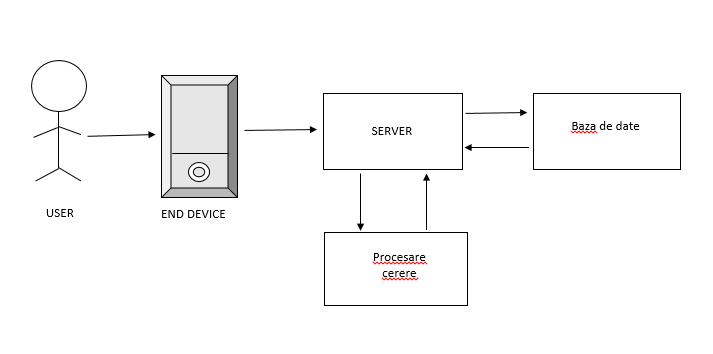 SERVER
Baza de date
USER
END DEVICE
Procesare
cerere